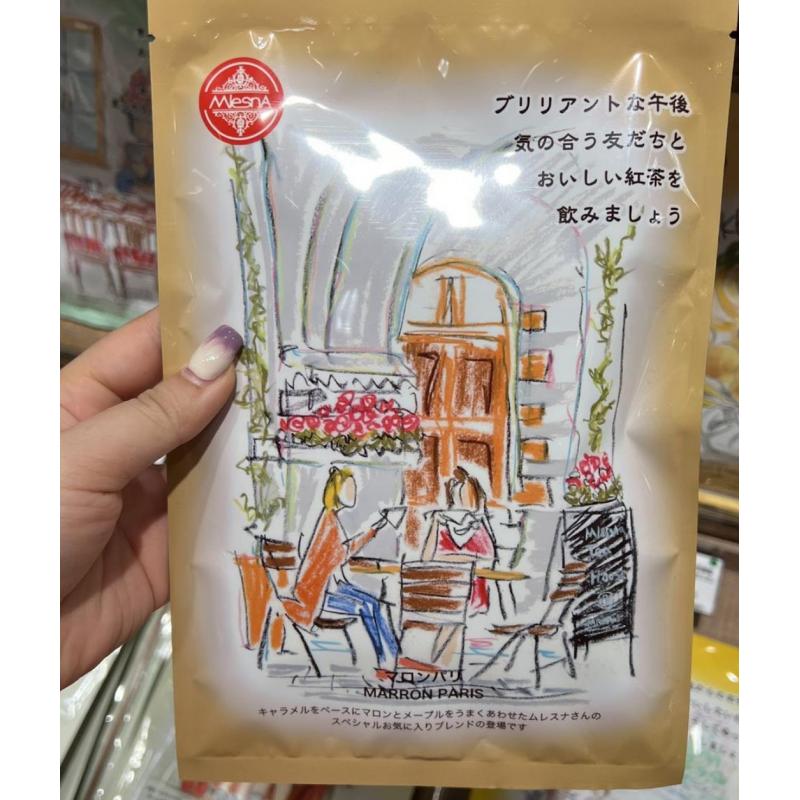 MlesnA
ブリリアントな午後
気の合う友だちと
おいしい紅茶を
飲みましょう
Mlesna
Tea
マロンパリ
MARRON PARIS
キャラメルをベースにマロンとメープルをうまくあわせたムレスナさんの
スペシャルお気に入りブレンドの登場です